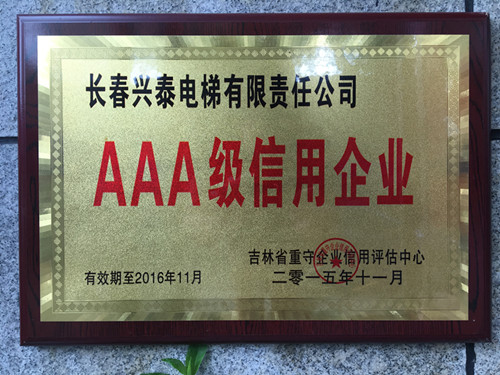 长春兴泰电梯有限责任公司
AAA级信用企业
吉林省重守企业信用评估中心
有效期至2016年11月
二零一五年十一月